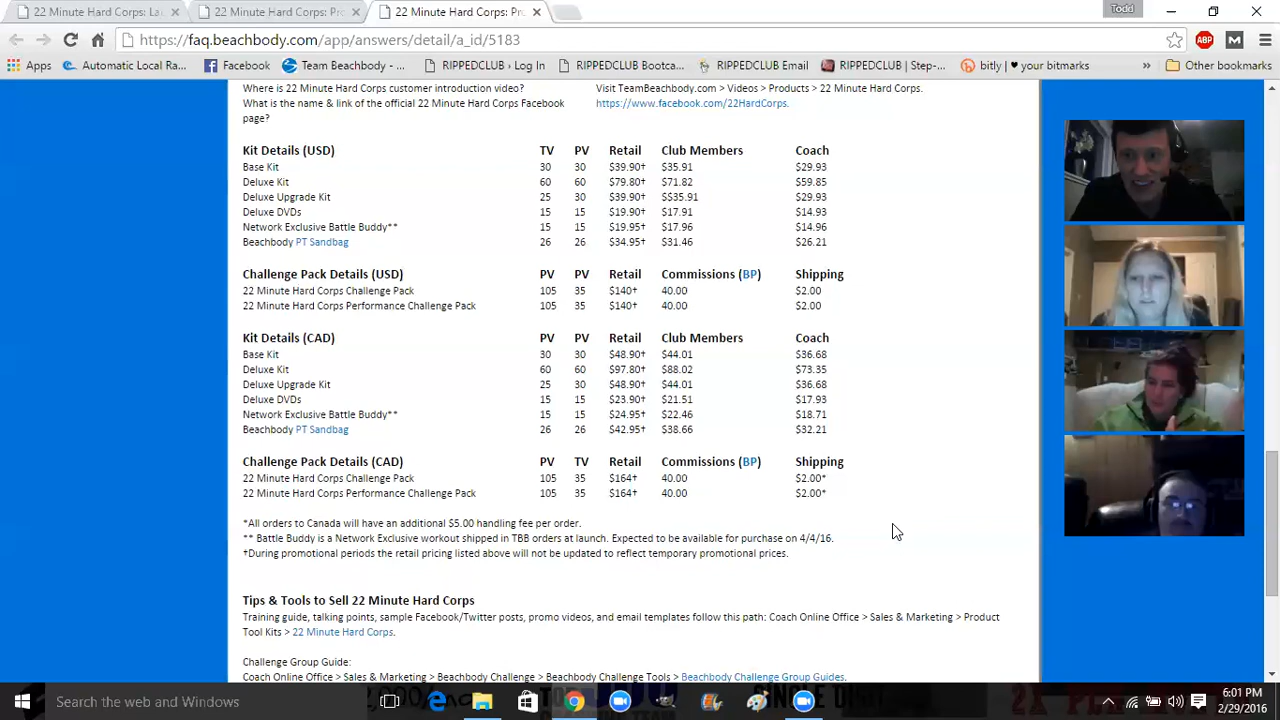 22 Minute Hard Corps: La
22 Minute Hard Corps: Pro
22 Minute Hard Corps: Pro
Todd
https://faq.beachbody.com/app/answers/detail/a_id/5183
ABP
M
Apps
Automatic Local Ra...
Facebook
Team Beachbody - ...
RIPPEDCLUB › Log In
RIPPEDCLUB Bootca...
RIPPEDCLUB Email
RIPPEDCLUB | Step-...
bitly | ♥ your bitmarks
»
Other bookmarks
Where is 22 Minute Hard Corps customer introduction video? Visit TeamBeachbody.com > Videos > Products > 22 Minute Hard Corps.
What is the name & link of the official 22 Minute Hard Corps Facebook https://www.facebook.com/22HardCorps.
page?
Kit Details (USD) TV PV Retail Club Members Coach
Base Kit 30 30 $39.90† $35.91 $29.93
Deluxe Kit 60 60 $79.80† $71.82 $59.85
Deluxe Upgrade Kit 25 30 $39.90† $$35.91 $29.93
Deluxe DVDs 15 15 $19.90† $17.91 $14.93
Network Exclusive Battle Buddy** 15 15 $19.95† $17.96 $14.96
Beachbody PT Sandbag 26 26 $34.95† $31.46 $26.21
Challenge Pack Details (USD) PV PV Retail Commissions (BP) Shipping
22 Minute Hard Corps Challenge Pack 105 35 $140† 40.00 $2.00
22 Minute Hard Corps Performance Challenge Pack 105 35 $140† 40.00 $2.00
Kit Details (CAD) PV PV Retail Club Members Coach
Base Kit 30 30 $48.90† $44.01 $36.68
Deluxe Kit 60 60 $97.80† $88.02 $73.35
Deluxe Upgrade Kit 25 30 $48.90† $44.01 $36.68
Deluxe DVDs 15 15 $23.90† $21.51 $17.93
Network Exclusive Battle Buddy** 15 15 $24.95† $22.46 $18.71
Beachbody PT Sandbag 26 26 $42.95† $38.66 $32.21
Challenge Pack Details (CAD) PV TV Retail Commissions (BP) Shipping
22 Minute Hard Corps Challenge Pack 105 35 $164† 40.00 $2.00*
22 Minute Hard Corps Performance Challenge Pack 105 35 $164† 40.00 $2.00*
*All orders to Canada will have an additional $5.00 handling fee per order.
** Battle Buddy is a Network Exclusive workout shipped in TBB orders at launch. Expected to be available for purchase on 4/4/16.
†During promotional periods the retail pricing listed above will not be updated to reflect temporary promotional prices.
Tips & Tools to Sell 22 Minute Hard Corps
Training guide, talking points, sample Facebook/Twitter posts, promo videos, and email templates follow this path: Coach Online Office > Sales & Marketing > Product
Tool Kits > 22 Minute Hard Corps.
Challenge Group Guide:
Coach Online Office > Sales & Marketing > Beachbody Challenge > Beachbody Challenge Tools > Beachbody Challenge Group Guides.
Search the web and Windows
6:01 PM
2/29/2016